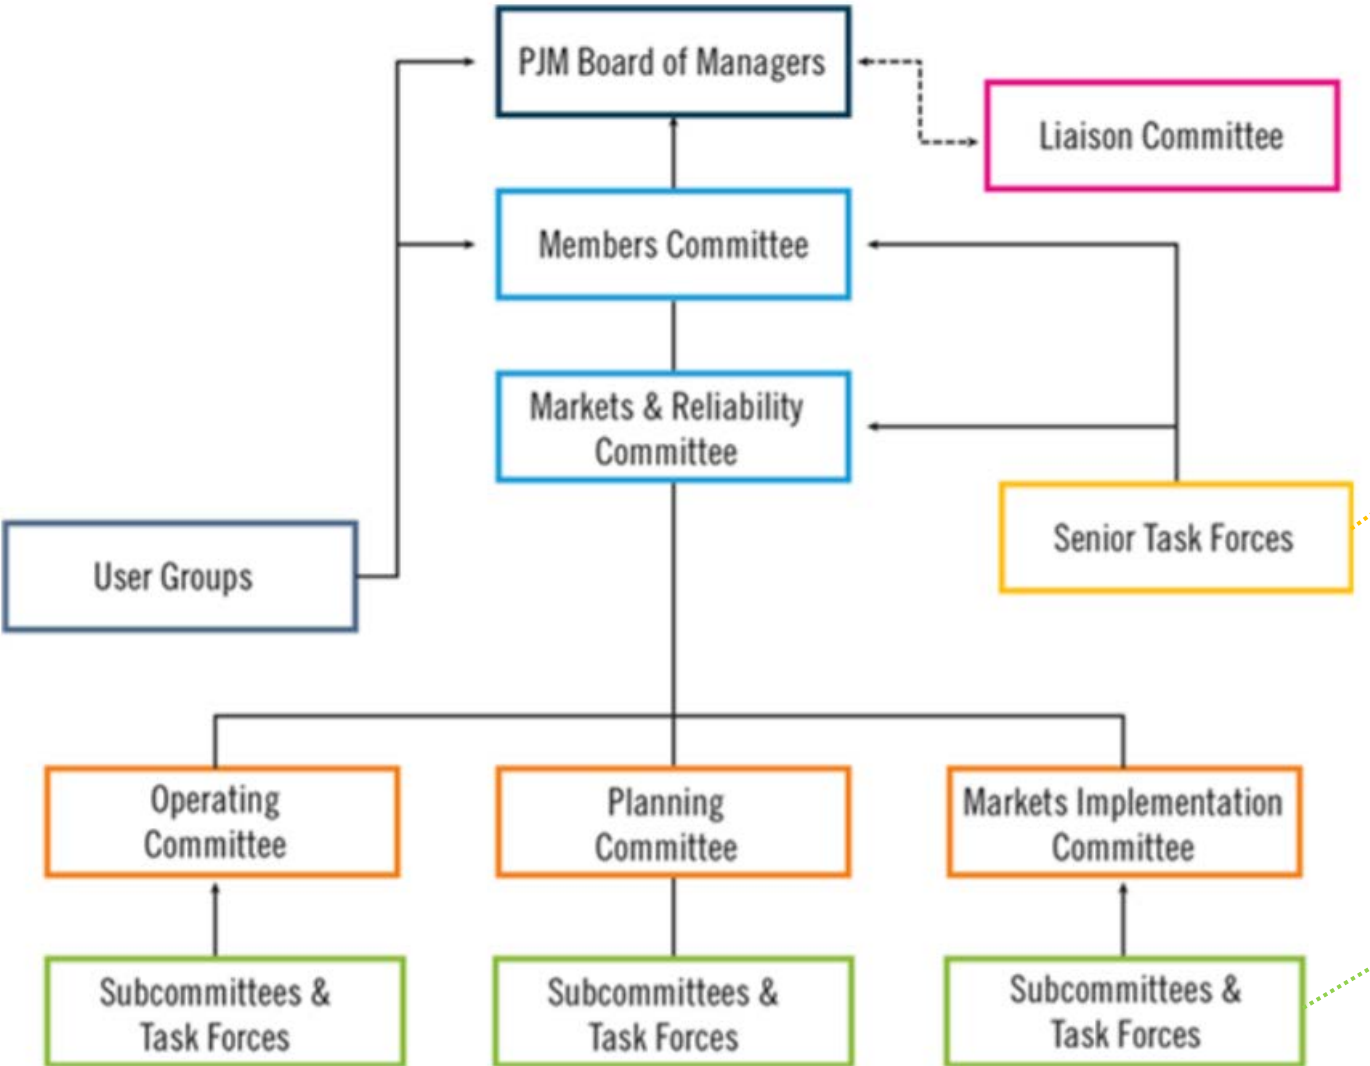 PJM Board of Managers
Liaison Committee
Members Committee
Markets & Reliability
Committee
Senior Task Forces
User Groups
Operating
Committee
Planning
Committee
Markets Implementation
Committee
Subcommittees &
Task Forces
Subcommittees &
Task Forces
Subcommittees &
Task Forces